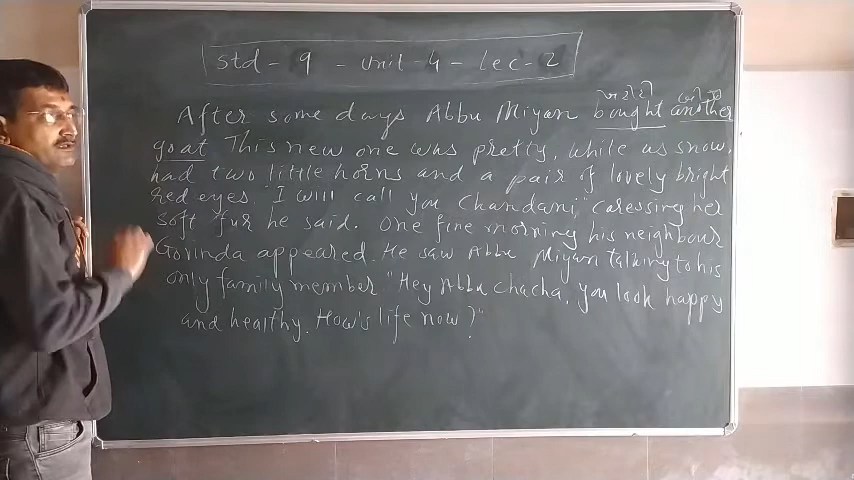 Std - 9 - Unit - 4 - Lec - 2
After some days Abbu Miyan bought another
goat This new one was pretty, while as snow,
had two little horns and a pair of lovely bright
red eyes. "I will call you Chandani," caressing her
soft fur he said. One fine morning his neighbour
Govinda appeared. He saw Abbu Miyan talking to his
only family member "Hey Abbu Chacha, you look happy
and healthy. How's life now?"